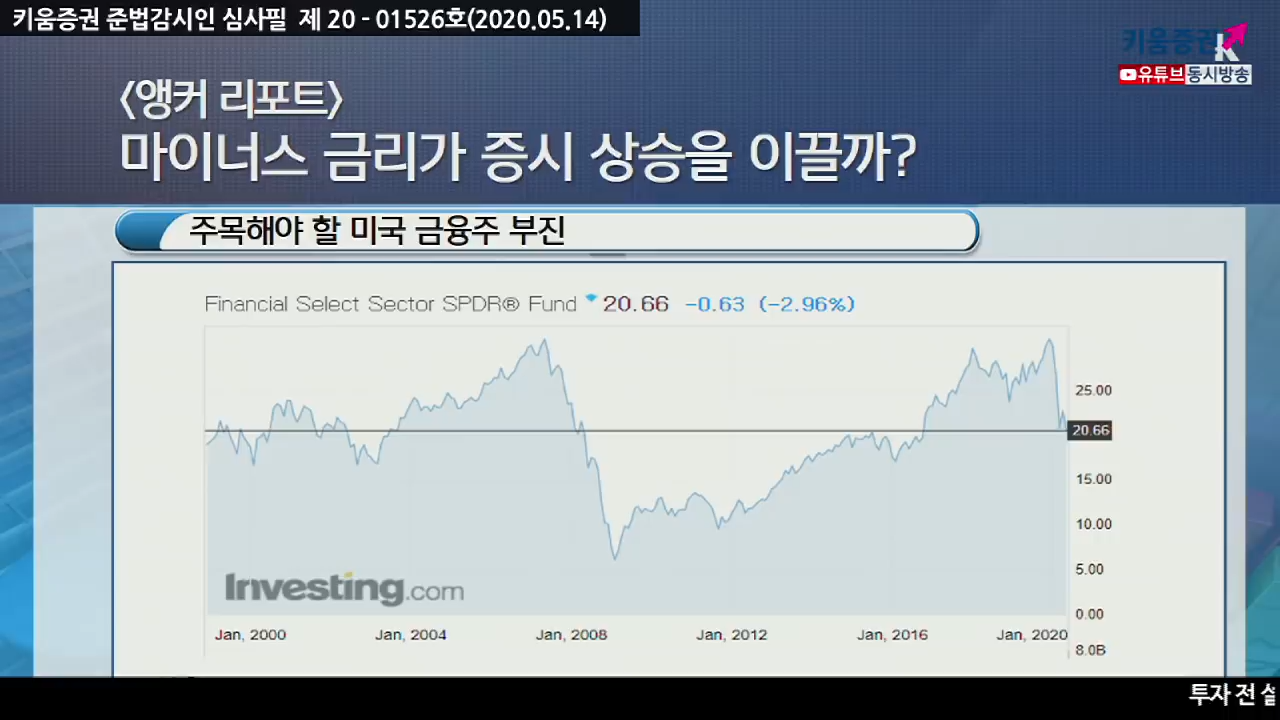 키움증권 준법감시인 심사필 제 20 - 01526호(2020.05.14)
키움증권
유튜브 동시방송
<앵커 리포트>
마이너스 금리가 증시 상승을 이끌까?
주목해야 할 미국 금융주 부진
Financial Select Sector SPDR® Fund 20.66 -0.63 (-2.96%)
25.00
20.66
15.00
10.00
5.00
0.00
8.0B
Investing.com
Jan, 2000 Jan, 2004 Jan, 2008 Jan, 2012 Jan, 2016 Jan, 2020
투자 전